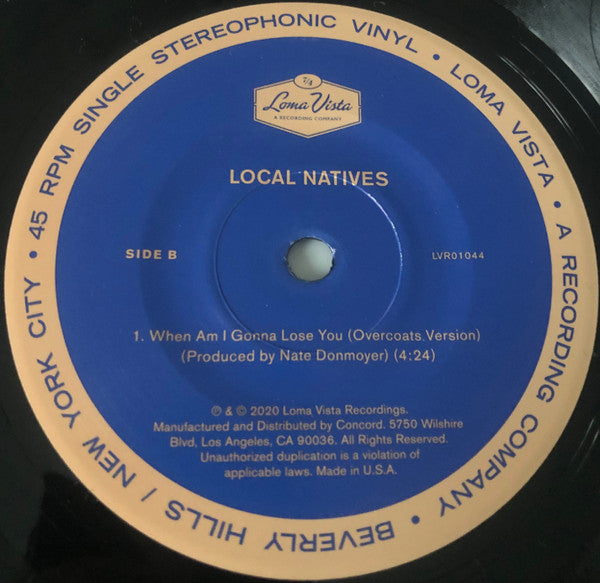 45 RPM SINGLE STEREOPHONIC VINYL • LOMA VISTA • A RECORDING COMPANY • BEVERLY HILLS / NEW YORK CITY •
7/4
Loma Vista
A RECORDING COMPANY
LOCAL NATIVES
SIDE B
LVR01044
1. When Am I Gonna Lose You (Overcoats Version)
(Produced by Nate Donmoyer) (4:24)
℗ & © 2020 Loma Vista Recordings.
Manufactured and Distributed by Concord. 5750 Wilshire
Blvd, Los Angeles, CA 90036. All Rights Reserved.
Unauthorized duplication is a violation of
applicable laws. Made in U.S.A.